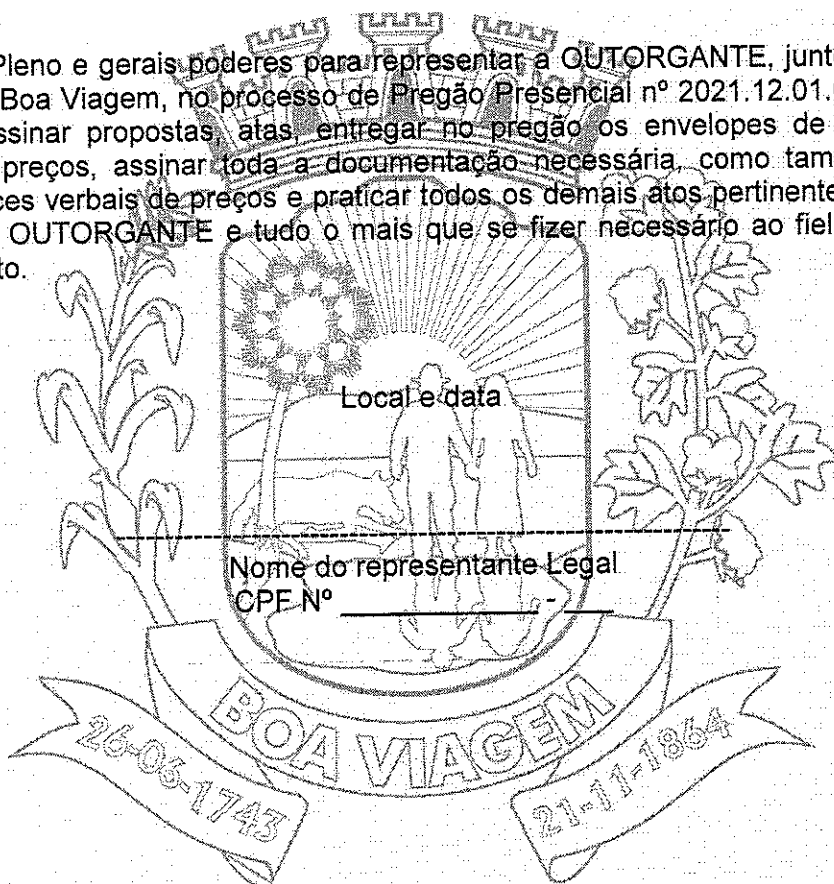 Pleno e gerais poderes para representar a OUTORGANTE, junt
Boa Viagem, no processo de Pregão Presencial nº 2021.12.01.
ssinar propostas, atas, entregar no pregão os envelopes de
preços, assinar toda a documentação necessária, como tam
ces verbais de preços e praticar todos os demais atos pertinente
OUTORGANTE e tudo o mais que se fizer necessário ao fiel
to.
Local e data
Nome do representante Legal
CPF Nº ________________ - ____
BOA VIAGEM
26-06-1743
21-11-1864